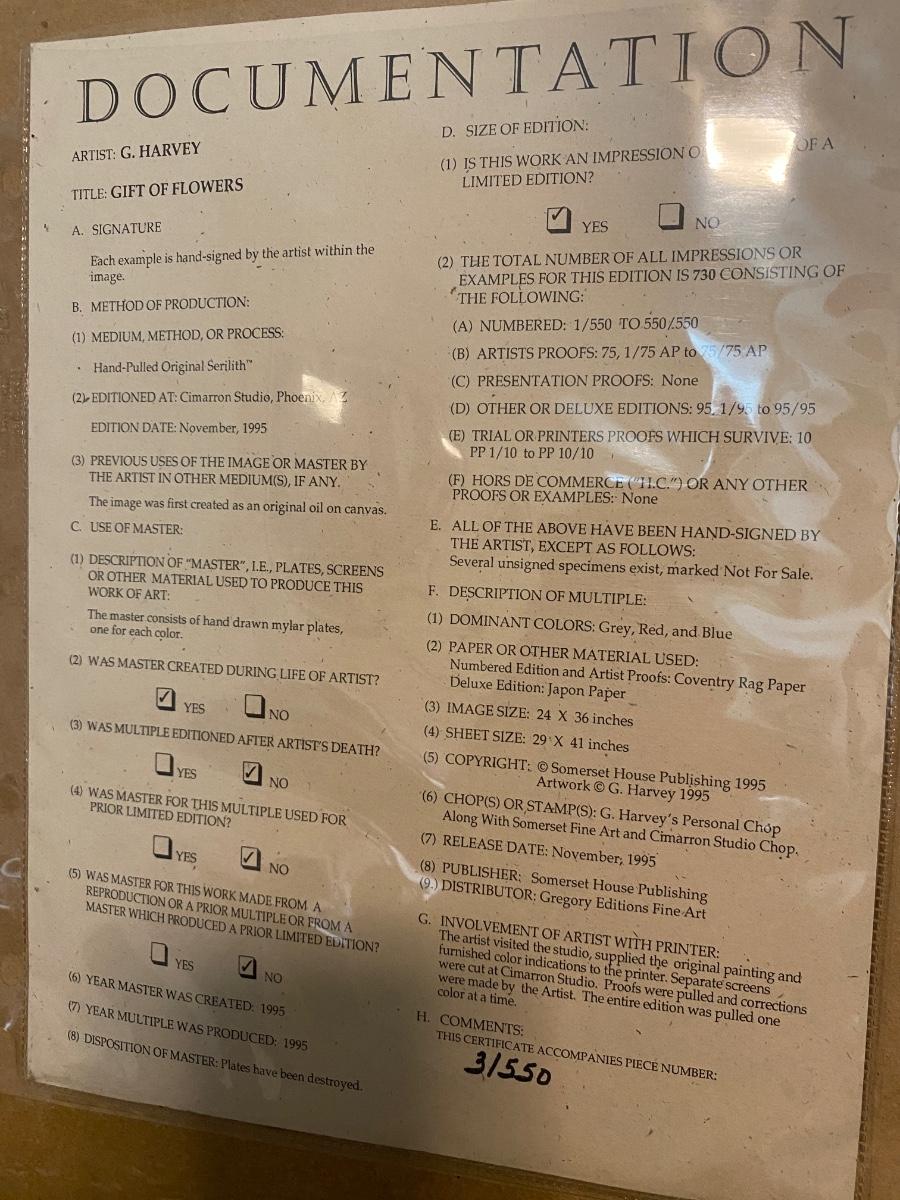 DOCUMENTATION
ARTIST: G. HARVEY
TITLE: GIFT OF FLOWERS
A. SIGNATURE
Each example is hand-signed by the artist within the
image.
B. METHOD OF PRODUCTION:
(1) MEDIUM, METHOD, OR PROCESS:
Hand-Pulled Original Serilith™
(2) EDITIONED AT: Cimarron Studio, Phoenix, AZ
EDITION DATE: November, 1995
(3) PREVIOUS USES OF THE IMAGE OR MASTER BY
THE ARTIST IN OTHER MEDIUM(S), IF ANY.
The image was first created as an original oil on canvas.
C. USE OF MASTER:
(1) DESCRIPTION OF "MASTER", I.E., PLATES, SCREENS
OR OTHER MATERIAL USED TO PRODUCE THIS
WORK OF ART:
The master consists of hand drawn mylar plates,
one for each color.
(2) WAS MASTER CREATED DURING LIFE OF ARTIST?
YES NO
(3) WAS MULTIPLE EDITIONED AFTER ARTIST'S DEATH?
YES NO
(4) WAS MASTER FOR THIS MULTIPLE USED FOR
PRIOR LIMITED EDITION?
YES NO
(5) WAS MASTER FOR THIS WORK MADE FROM A
REPRODUCTION OR A PRIOR MULTIPLE OR FROM A
MASTER WHICH PRODUCED A PRIOR LIMITED EDITION?
YES NO
(6) YEAR MASTER WAS CREATED: 1995
(7) YEAR MULTIPLE WAS PRODUCED: 1995
(8) DISPOSITION OF MASTER: Plates have been destroyed.
D. SIZE OF EDITION:
(1) IS THIS WORK AN IMPRESSION OF A
LIMITED EDITION?
YES NO
(2) THE TOTAL NUMBER OF ALL IMPRESSIONS OR
EXAMPLES FOR THIS EDITION IS 730 CONSISTING OF
THE FOLLOWING:
(A) NUMBERED: 1/550 TO 550/550
(B) ARTISTS PROOFS: 75, 1/75 AP to 75/75 AP
(C) PRESENTATION PROOFS: None
(D) OTHER OR DELUXE EDITIONS: 95, 1/95 to 95/95
(E) TRIAL OR PRINTERS PROOFS WHICH SURVIVE: 10
PP 1/10 to PP 10/10
(F) HORS DE COMMERCE ("H.C.") OR ANY OTHER
PROOFS OR EXAMPLES: None
E. ALL OF THE ABOVE HAVE BEEN HAND-SIGNED BY
THE ARTIST, EXCEPT AS FOLLOWS:
Several unsigned specimens exist, marked Not For Sale.
F. DESCRIPTION OF MULTIPLE:
(1) DOMINANT COLORS: Grey, Red, and Blue
(2) PAPER OR OTHER MATERIAL USED:
Numbered Edition and Artist Proofs: Coventry Rag Paper
Deluxe Edition: Japon Paper
(3) IMAGE SIZE: 24 X 36 inches
(4) SHEET SIZE: 29 X 41 inches
(5) COPYRIGHT: © Somerset House Publishing 1995
Artwork © G. Harvey 1995
(6) CHOP(S) OR STAMP(S): G. Harvey's Personal Chop
Along With Somerset Fine Art and Cimarron Studio Chop.
(7) RELEASE DATE: November, 1995
(8) PUBLISHER: Somerset House Publishing
(9.) DISTRIBUTOR: Gregory Editions Fine Art
G. INVOLVEMENT OF ARTIST WITH PRINTER:
The artist visited the studio, supplied the original painting and
furnished color indications to the printer. Separate screens
were cut at Cimarron Studio. Proofs were pulled and corrections
were made by the Artist. The entire edition was pulled one
color at a time.
H. COMMENTS:
THIS CERTIFICATE ACCOMPANIES PIECE NUMBER:
3/550